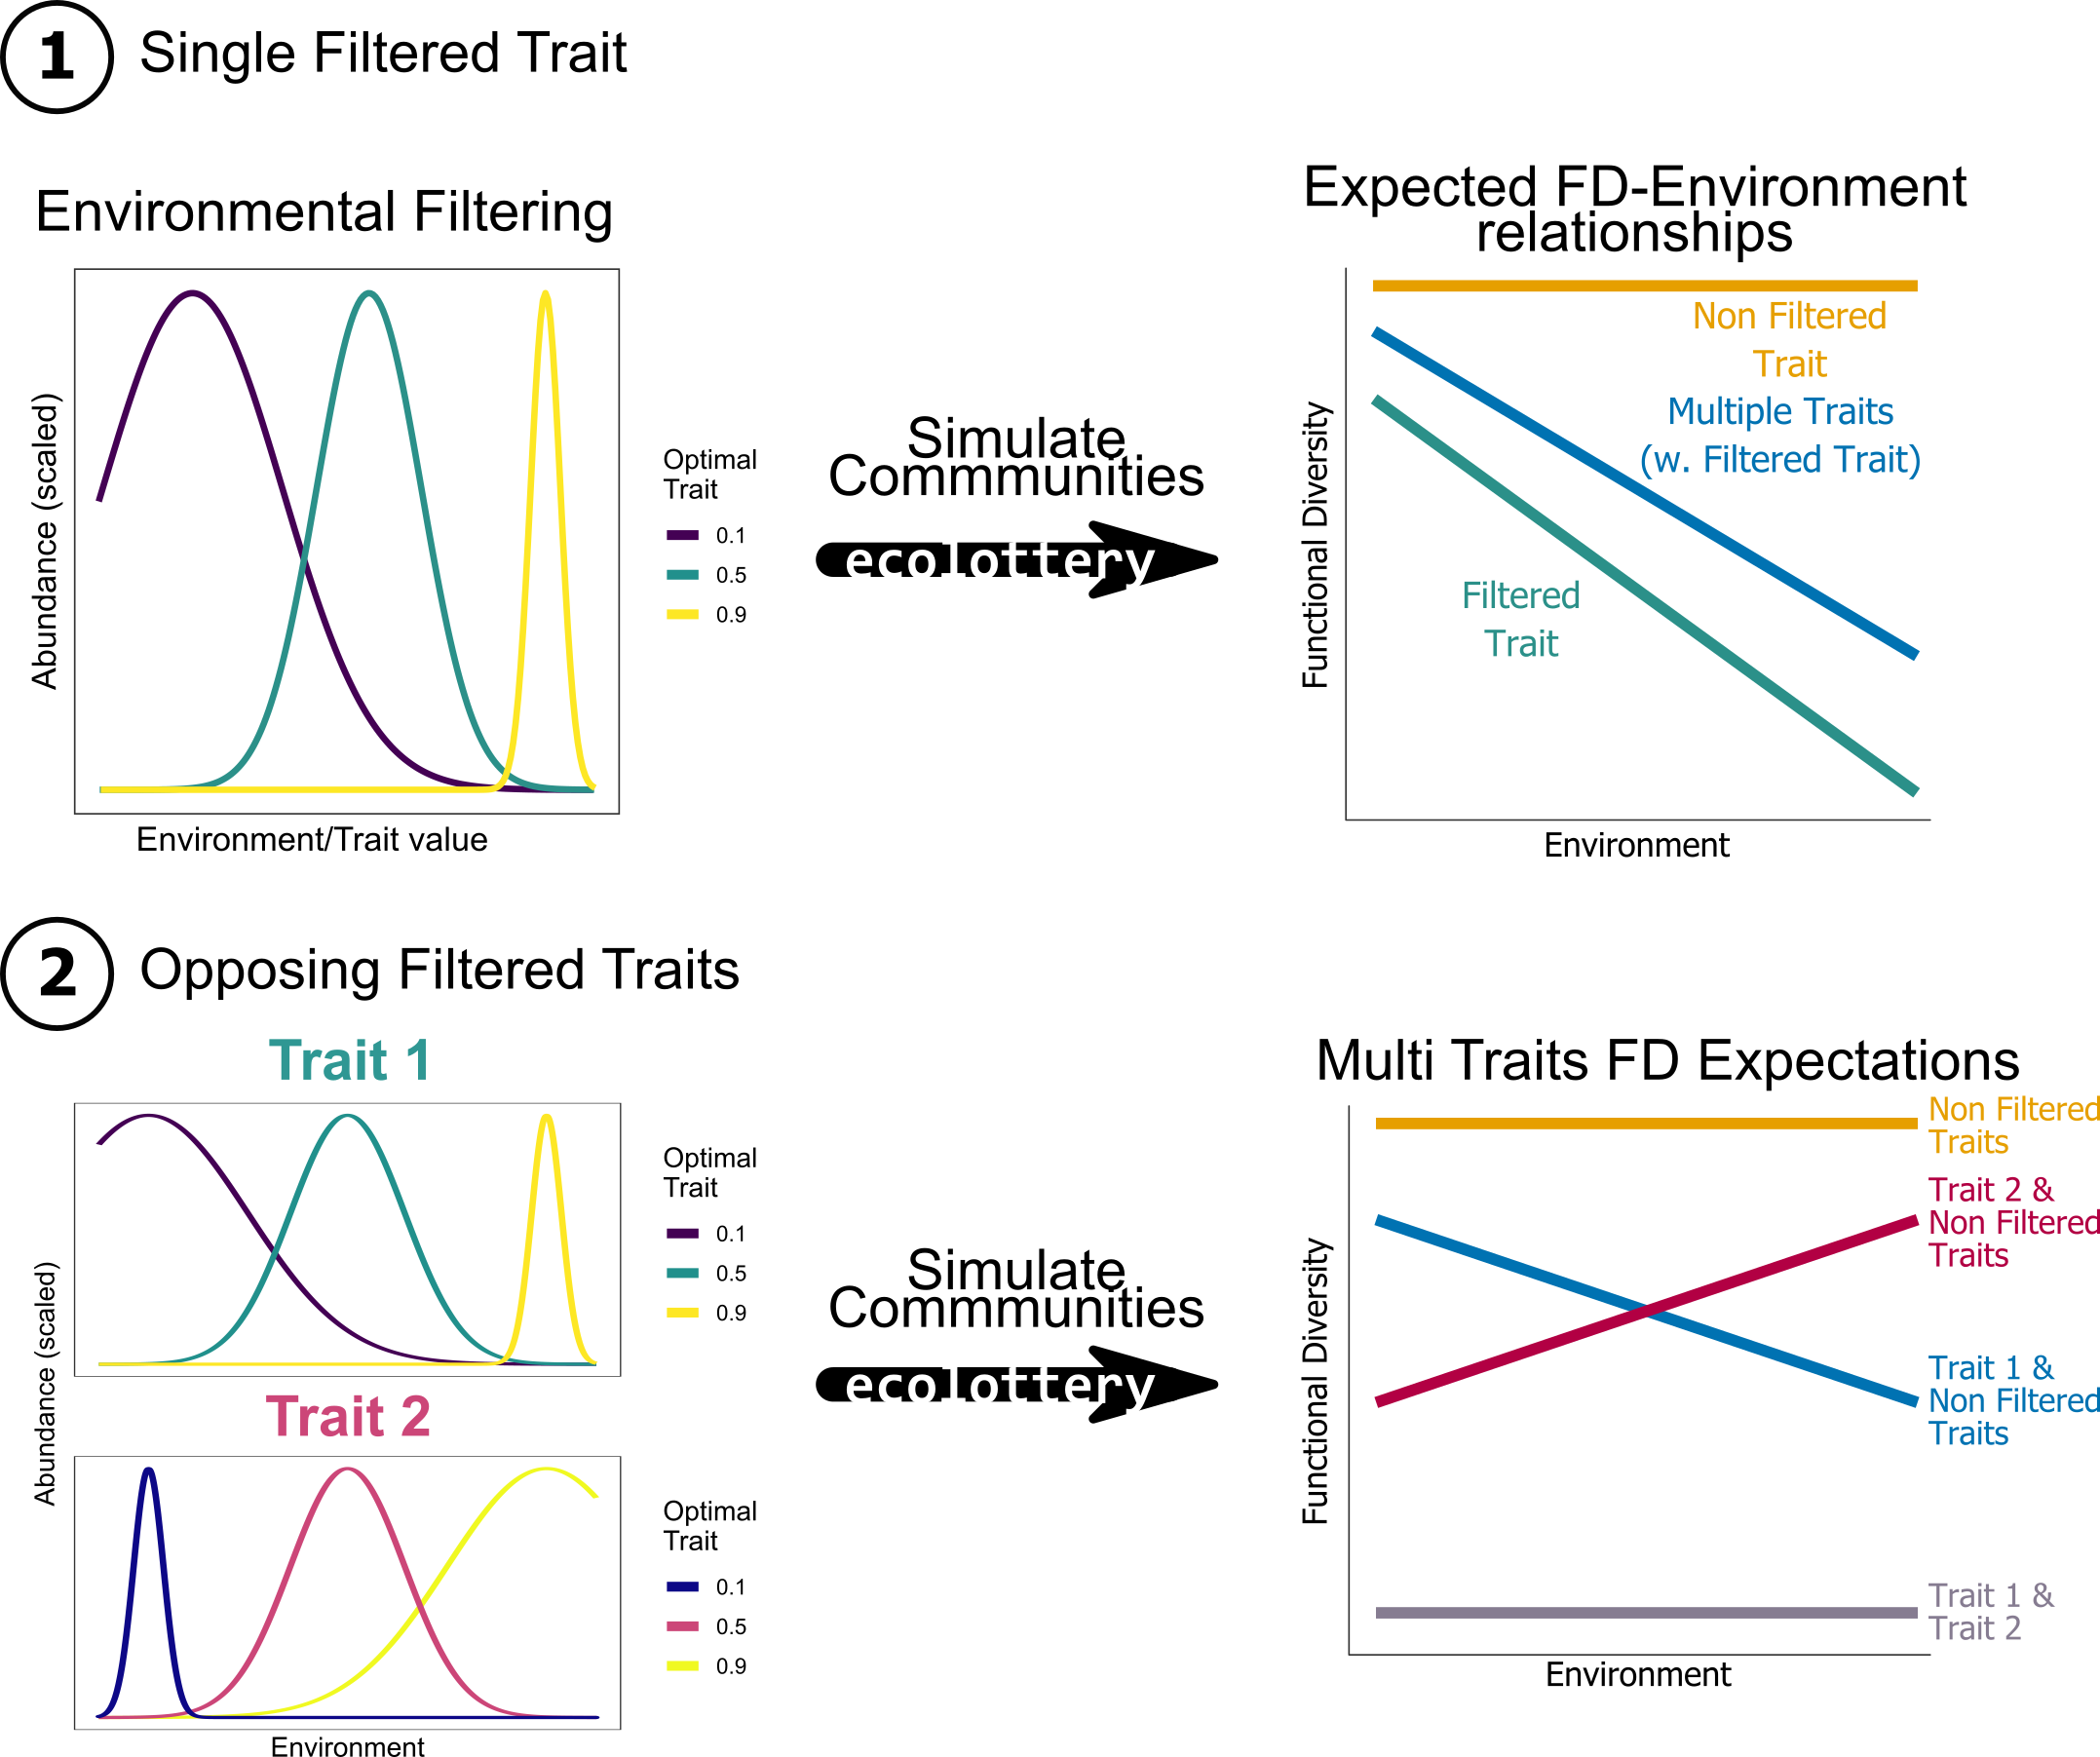 1
Single Filtered Trait
Environmental Filtering
Abundance (scaled)
Environment/Trait value
Optimal
Trait
0.1
0.5
0.9
Simulate
Commmunities
ecolottery
Expected FD-Environment
relationships
Functional Diversity
Non Filtered
Trait
Multiple Traits
(w. Filtered Trait)
Filtered
Trait
Environment
2
Opposing Filtered Traits
Trait 1
Abundance (scaled)
Optimal
Trait
0.1
0.5
0.9
Trait 2
Optimal
Trait
0.1
0.5
0.9
Environment
Simulate
Commmunities
ecolottery
Multi Traits FD Expectations
Functional Diversity
Non Filtered
Traits
Trait 2 &
Non Filtered
Traits
Trait 1 &
Non Filtered
Traits
Trait 1 &
Trait 2
Environment